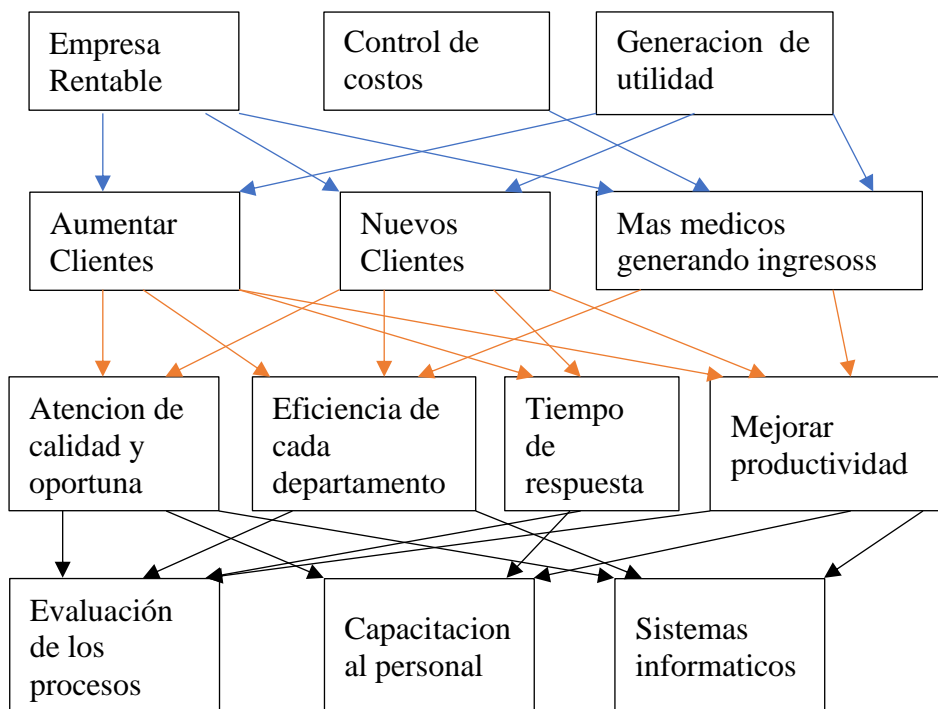 Empresa
Rentable
Control de
costos
Generacion de
utilidad
Aumentar
Clientes
Nuevos
Clientes
Mas medicos
generando ingresoss
Atencion de
calidad y
oportuna
Eficiencia de
cada
departamento
Tiempo
de
respuesta
Mejorar
productividad
Evaluación
de los
procesos
Capacitacion
al personal
Sistemas
informaticos